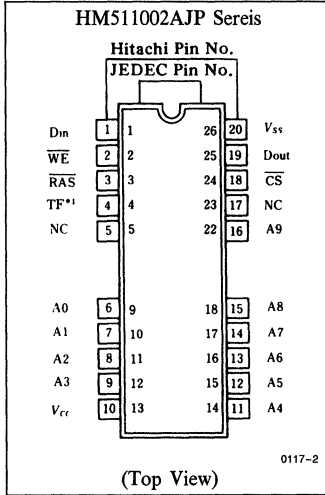 HM511002AJP Sereis
Hitachi Pin No.
JEDEC Pin No.
Din 1 1 26 20 Vss
WE 2 2 25 19 Dout
RAS 3 3 24 18 CS
TF*1 4 4 23 17 NC
NC 5 5 22 16 A9
A0 6 9 18 15 A8
A1 7 10 17 14 A7
A2 8 11 16 13 A6
A3 9 12 15 12 A5
Vcc 10 13 14 11 A4
0117-2
(Top View)